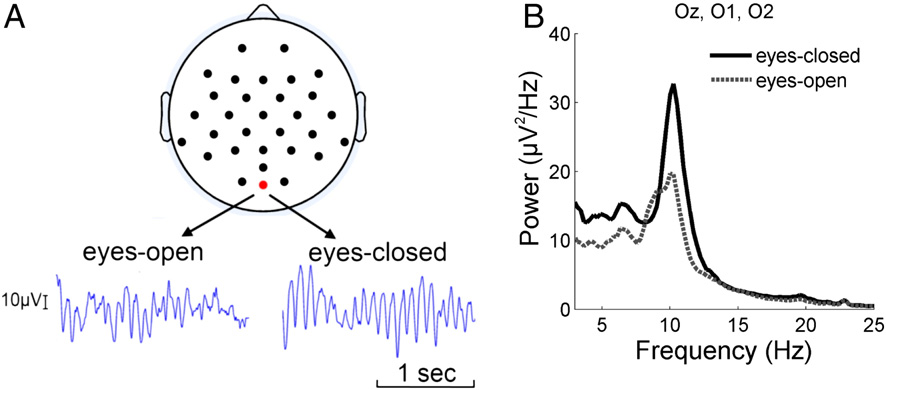 A
eyes-open
eyes-closed
10µV
1 sec
B
Oz, O1, O2
eyes-closed
eyes-open
Power (µV²/Hz)
40
30
20
10
0
5
10
15
20
25
Frequency (Hz)